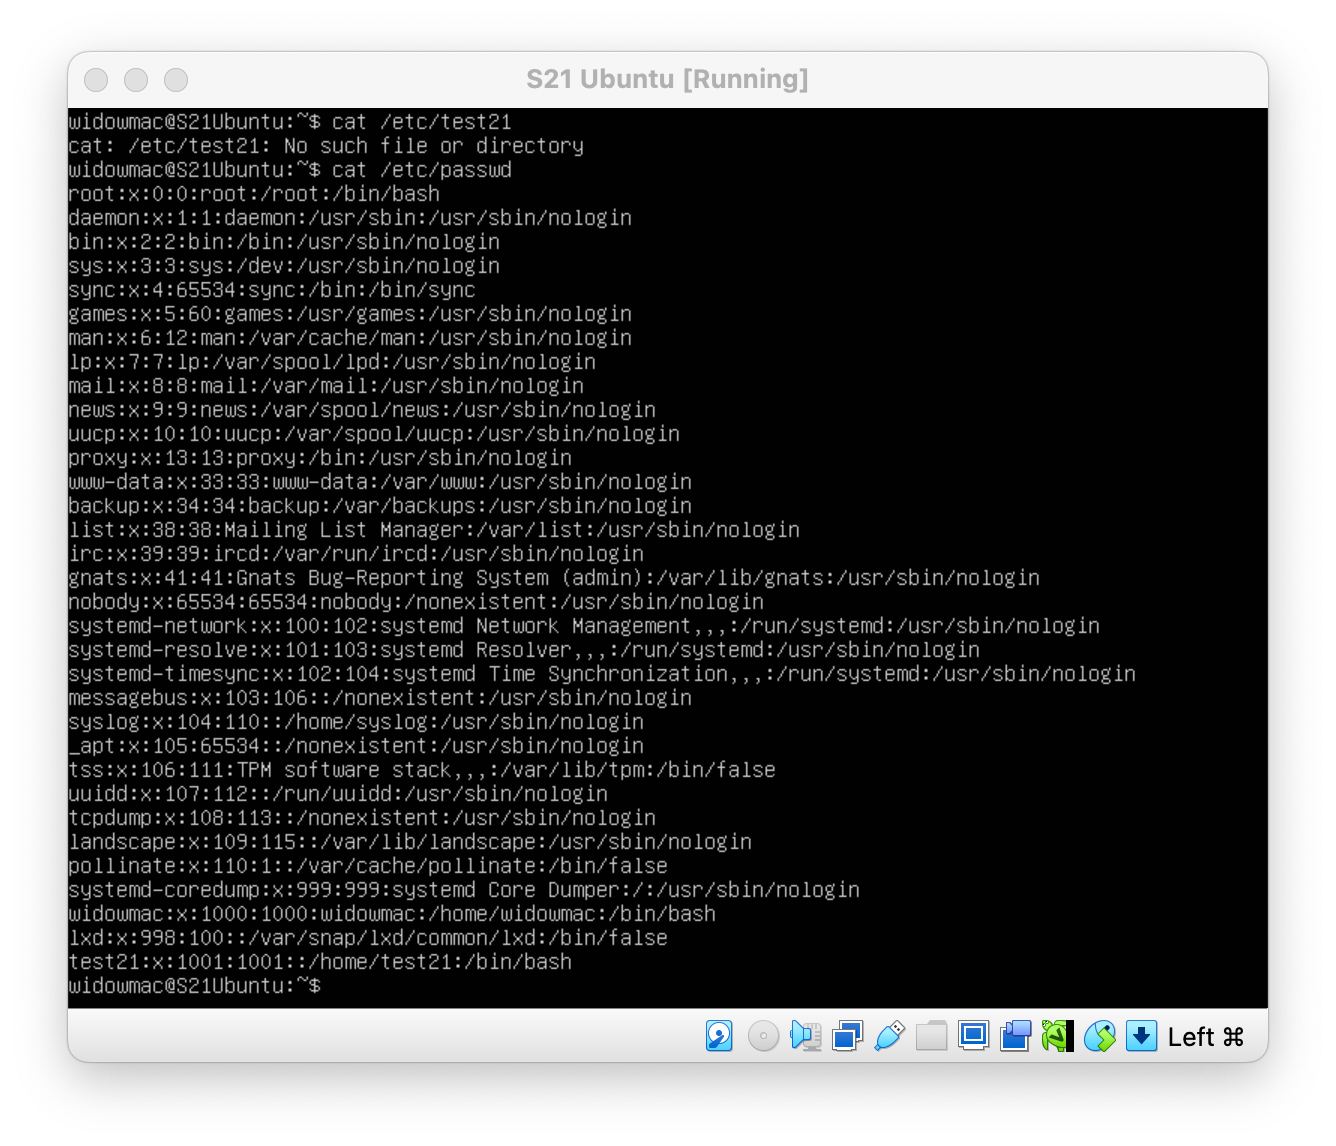 S21 Ubuntu [Running]
widowmac@S21Ubuntu:~$ cat /etc/test21
cat: /etc/test21: No such file or directory
widowmac@S21Ubuntu:~$ cat /etc/passwd
root:x:0:0:root:/root:/bin/bash
daemon:x:1:1:daemon:/usr/sbin:/usr/sbin/nologin
bin:x:2:2:bin:/bin:/usr/sbin/nologin
sys:x:3:3:sys:/dev:/usr/sbin/nologin
sync:x:4:65534:sync:/bin:/bin/sync
games:x:5:60:games:/usr/games:/usr/sbin/nologin
man:x:6:12:man:/var/cache/man:/usr/sbin/nologin
lp:x:7:7:lp:/var/spool/lpd:/usr/sbin/nologin
mail:x:8:8:mail:/var/mail:/usr/sbin/nologin
news:x:9:9:news:/var/spool/news:/usr/sbin/nologin
uucp:x:10:10:uucp:/var/spool/uucp:/usr/sbin/nologin
proxy:x:13:13:proxy:/bin:/usr/sbin/nologin
www-data:x:33:33:www-data:/var/www:/usr/sbin/nologin
backup:x:34:34:backup:/var/backups:/usr/sbin/nologin
list:x:38:38:Mailing List Manager:/var/list:/usr/sbin/nologin
irc:x:39:39:ircd:/var/run/ircd:/usr/sbin/nologin
gnats:x:41:41:Gnats Bug-Reporting System (admin):/var/lib/gnats:/usr/sbin/nologin
nobody:x:65534:65534:nobody:/nonexistent:/usr/sbin/nologin
systemd-network:x:100:102:systemd Network Management,,,:/run/systemd:/usr/sbin/nologin
systemd-resolve:x:101:103:systemd Resolver,,,:/run/systemd:/usr/sbin/nologin
systemd-timesync:x:102:104:systemd Time Synchronization,,,:/run/systemd:/usr/sbin/nologin
messagebus:x:103:106::/nonexistent:/usr/sbin/nologin
syslog:x:104:110::/home/syslog:/usr/sbin/nologin
_apt:x:105:65534::/nonexistent:/usr/sbin/nologin
tss:x:106:111:TPM software stack,,,:/var/lib/tpm:/bin/false
uuidd:x:107:112::/run/uuidd:/usr/sbin/nologin
tcpdump:x:108:113::/nonexistent:/usr/sbin/nologin
landscape:x:109:115::/var/lib/landscape:/usr/sbin/nologin
pollinate:x:110:1::/var/cache/pollinate:/bin/false
systemd-coredump:x:999:999:systemd Core Dumper:/:/usr/sbin/nologin
widowmac:x:1000:1000:widowmac:/home/widowmac:/bin/bash
lxd:x:998:100::/var/snap/lxd/common/lxd:/bin/false
test21:x:1001:1001::/home/test21:/bin/bash
widowmac@S21Ubuntu:~$
Left ⌘